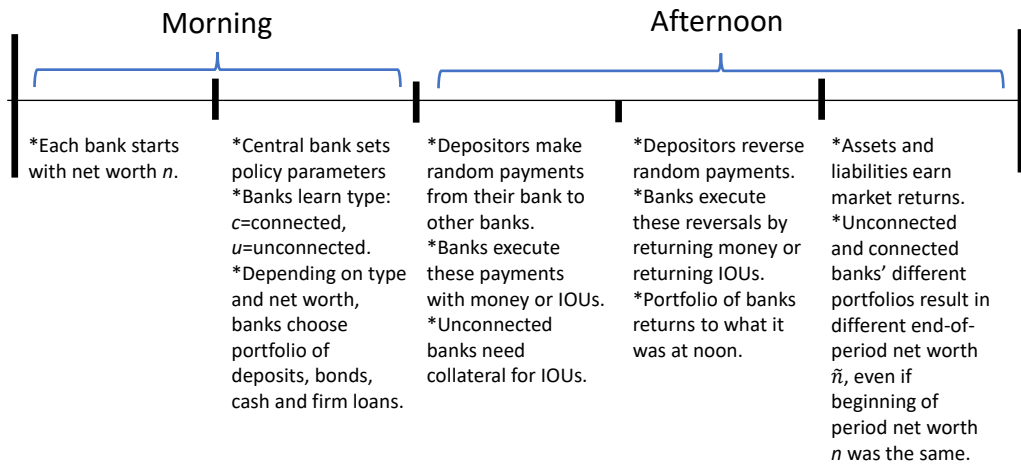 Morning
Afternoon
*Each bank starts
with net worth n.
*Central bank sets
policy parameters
*Banks learn type:
c=connected,
u=unconnected.
*Depending on type
and net worth,
banks choose
portfolio of
deposits, bonds,
cash and firm loans.
*Depositors make
random payments
from their bank to
other banks.
*Banks execute
these payments
with money or IOUs.
*Unconnected
banks need
collateral for IOUs.
*Depositors reverse
random payments.
*Banks execute
these reversals by
returning money or
returning IOUs.
*Portfolio of banks
returns to what it
was at noon.
*Assets and
liabilities earn
market returns.
*Unconnected
and connected
banks’ different
portfolios result in
different end-of-
period net worth
ñ, even if
beginning of
period net worth
n was the same.